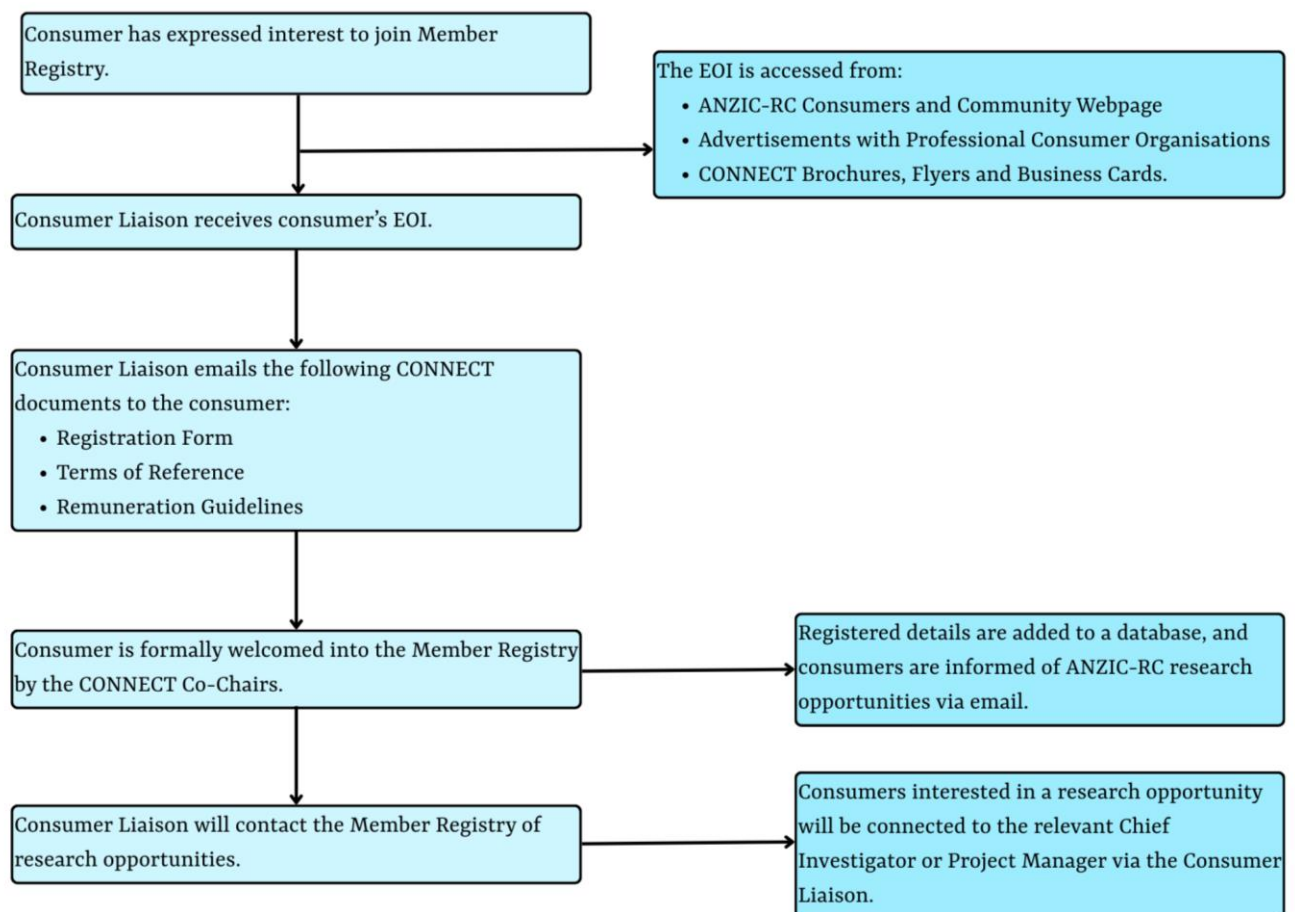 Consumer has expressed interest to join Member
Registry.
The EOI is accessed from:
• ANZIC-RC Consumers and Community Webpage
• Advertisements with Professional Consumer Organisations
• CONNECT Brochures, Flyers and Business Cards.
Consumer Liaison receives consumer’s EOI.
Consumer Liaison emails the following CONNECT
documents to the consumer:
• Registration Form
• Terms of Reference
• Remuneration Guidelines
Consumer is formally welcomed into the Member Registry
by the CONNECT Co-Chairs.
Registered details are added to a database, and
consumers are informed of ANZIC-RC research
opportunities via email.
Consumer Liaison will contact the Member Registry of
research opportunities.
Consumers interested in a research opportunity
will be connected to the relevant Chief
Investigator or Project Manager via the Consumer
Liaison.